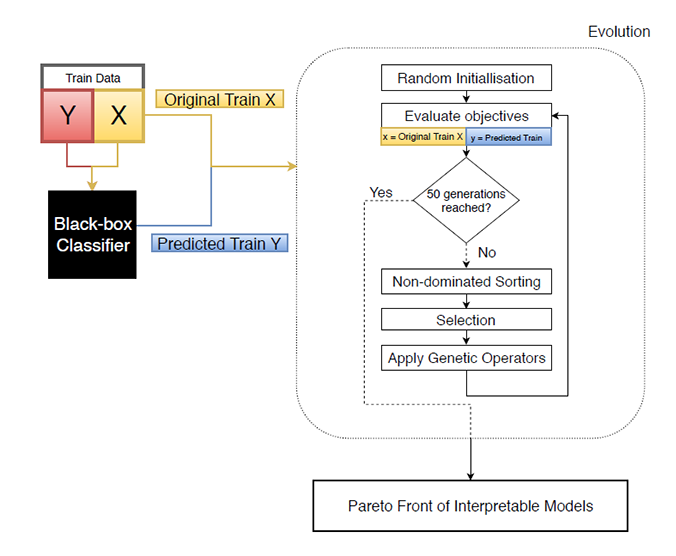 Evolution
Train Data
Y
X
Original Train X
Black-box
Classifier
Predicted Train Y
Random Initiallisation
Evaluate objectives
x = Original Train X
y = Predicted Train
50 generations
reached?
Yes
No
Non-dominated Sorting
Selection
Apply Genetic Operators
Pareto Front of Interpretable Models